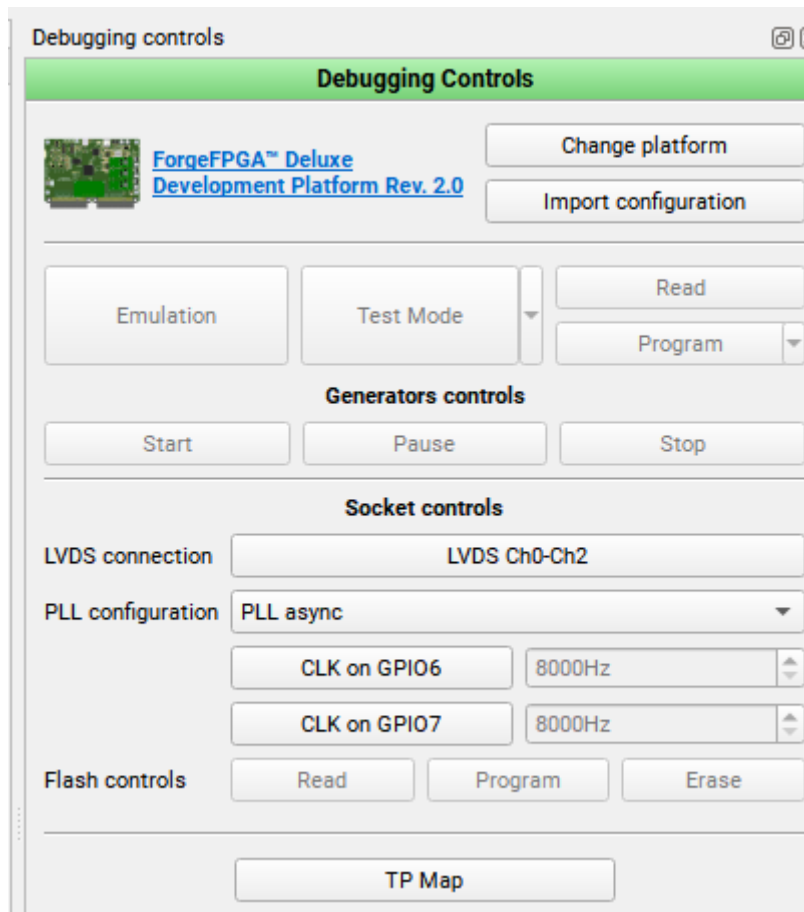 Debugging controls
Debugging Controls
ForgeFPGA™ Deluxe
Development Platform Rev. 2.0
Change platform
Import configuration
Emulation
Test Mode
Read
Program
Generators controls
Start
Pause
Stop
Socket controls
LVDS connection
LVDS Ch0-Ch2
PLL configuration
PLL async
CLK on GPIO6
8000Hz
CLK on GPIO7
8000Hz
Flash controls
Read
Program
Erase
TP Map